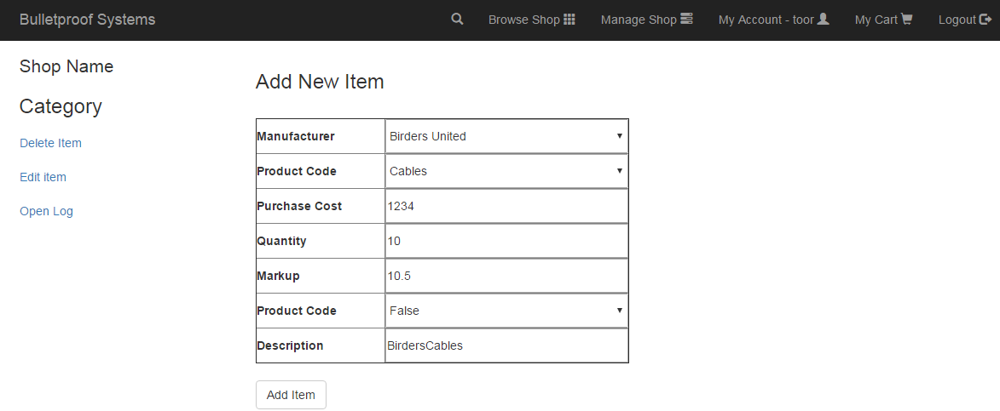 Bulletproof Systems Browse Shop Manage Shop My Account - toor My Cart Logout
Shop Name
Category
Delete Item
Edit item
Open Log
Add New Item
Manufacturer Birders United
Product Code Cables
Purchase Cost 1234
Quantity 10
Markup 10.5
Product Code False
Description BirdersCables
Add Item